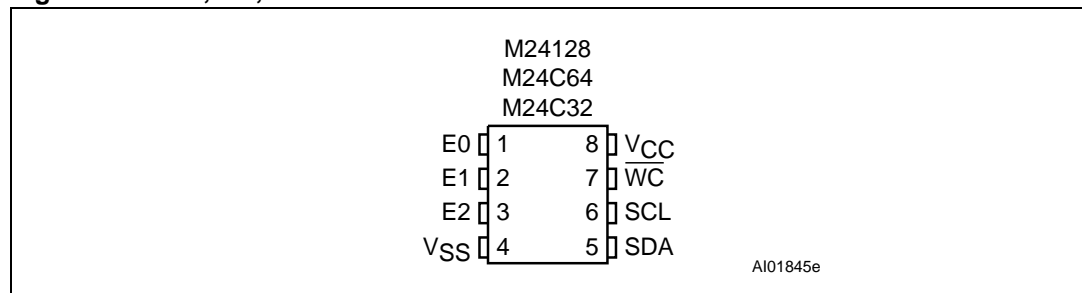 M24128
M24C64
M24C32
E0 1 8 VCC
E1 2 7 WC
E2 3 6 SCL
VSS 4 5 SDA
AI01845e